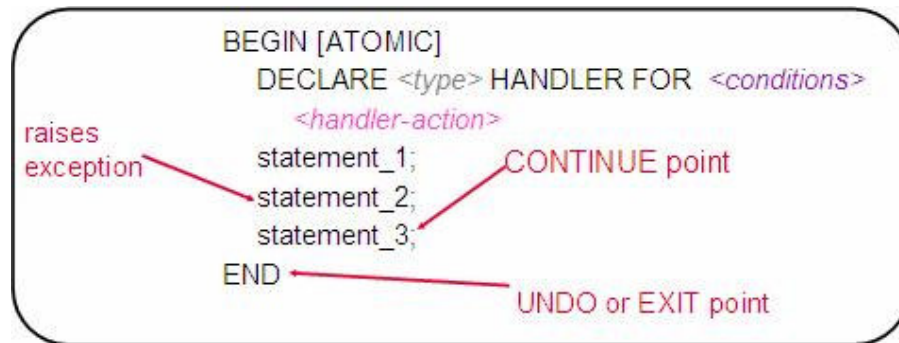 BEGIN [ATOMIC]
DECLARE <type> HANDLER FOR <conditions>
<handler-action>
raises
exception
statement_1;
CONTINUE point
statement_2;
statement_3;
END
UNDO or EXIT point